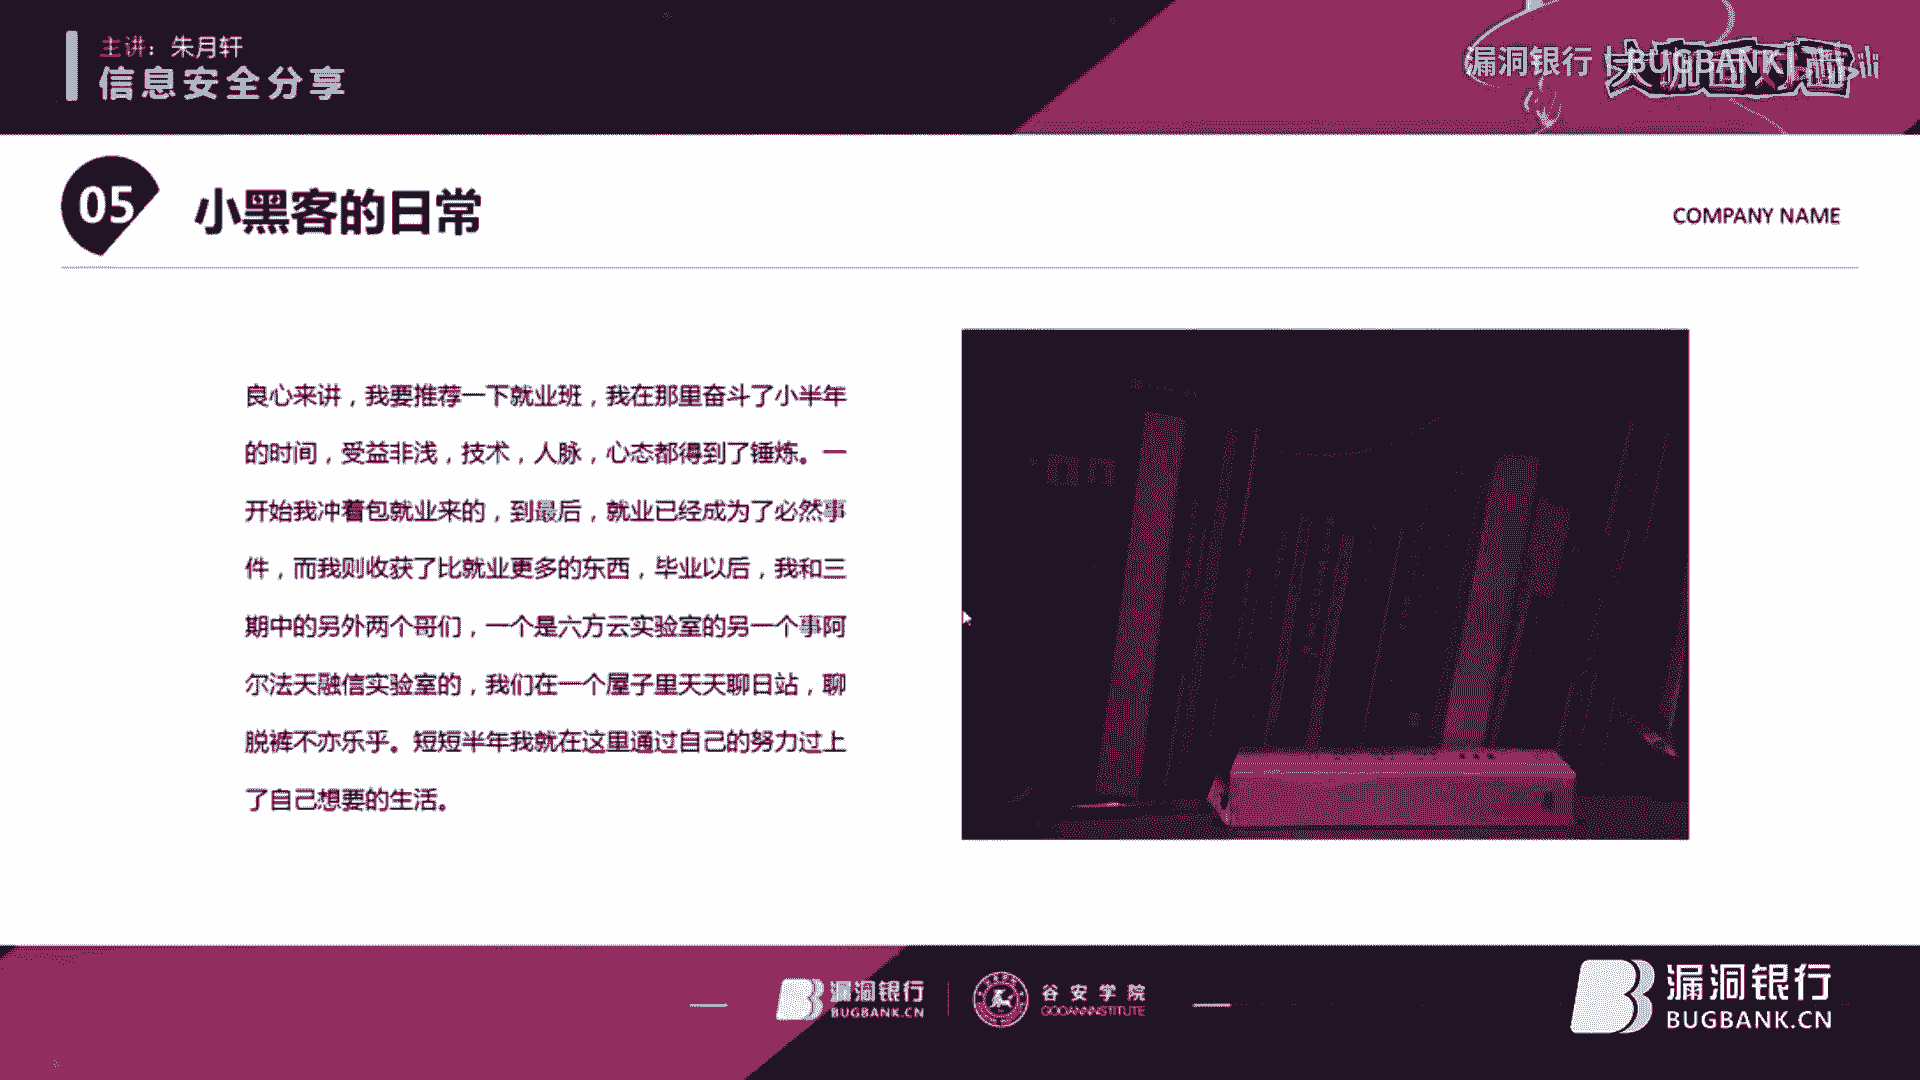 主讲：朱月轩
信息安全分享
漏洞银行 | BUGBANK
大咖面对面
05
小黑客的日常
COMPANY NAME
良心来讲，我要推荐一下就业班，我在那里奋斗了小半年
的时间，受益非浅，技术，人脉，心态都得到了锤炼。一
开始我冲着包就业来的，到最后，就业已经成为了必然事
件，而我则收获了比就业更多的东西，毕业以后，我和三
期中的另外两个哥们，一个是六方云实验室的另一个事阿
尔法天融信实验室的，我们在一个屋子里天天聊日站，聊
脱裤不亦乐乎。短短半年我就在这里通过自己的努力过上
了自己想要的生活。
漏洞银行
BUGBANK.CN
谷安学院
GOOANNINSTITUTE
漏洞银行
BUGBANK.CN